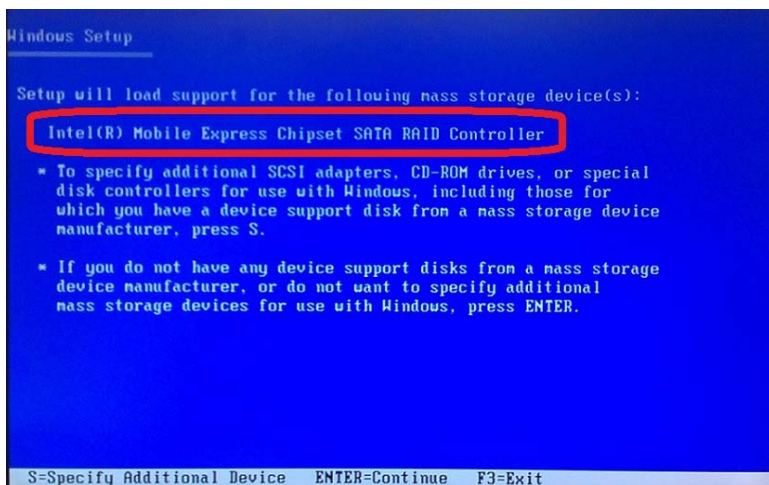 Windows Setup
Setup will load support for the following mass storage device(s):
Intel(R) Mobile Express Chipset SATA RAID Controller
* To specify additional SCSI adapters, CD-ROM drives, or special
disk controllers for use with Windows, including those for
which you have a device support disk from a mass storage device
manufacturer, press S.
* If you do not have any device support disks from a mass storage
device manufacturer, or do not want to specify additional
mass storage devices for use with Windows, press ENTER.
S=Specify Additional Device ENTER=Continue F3=Exit